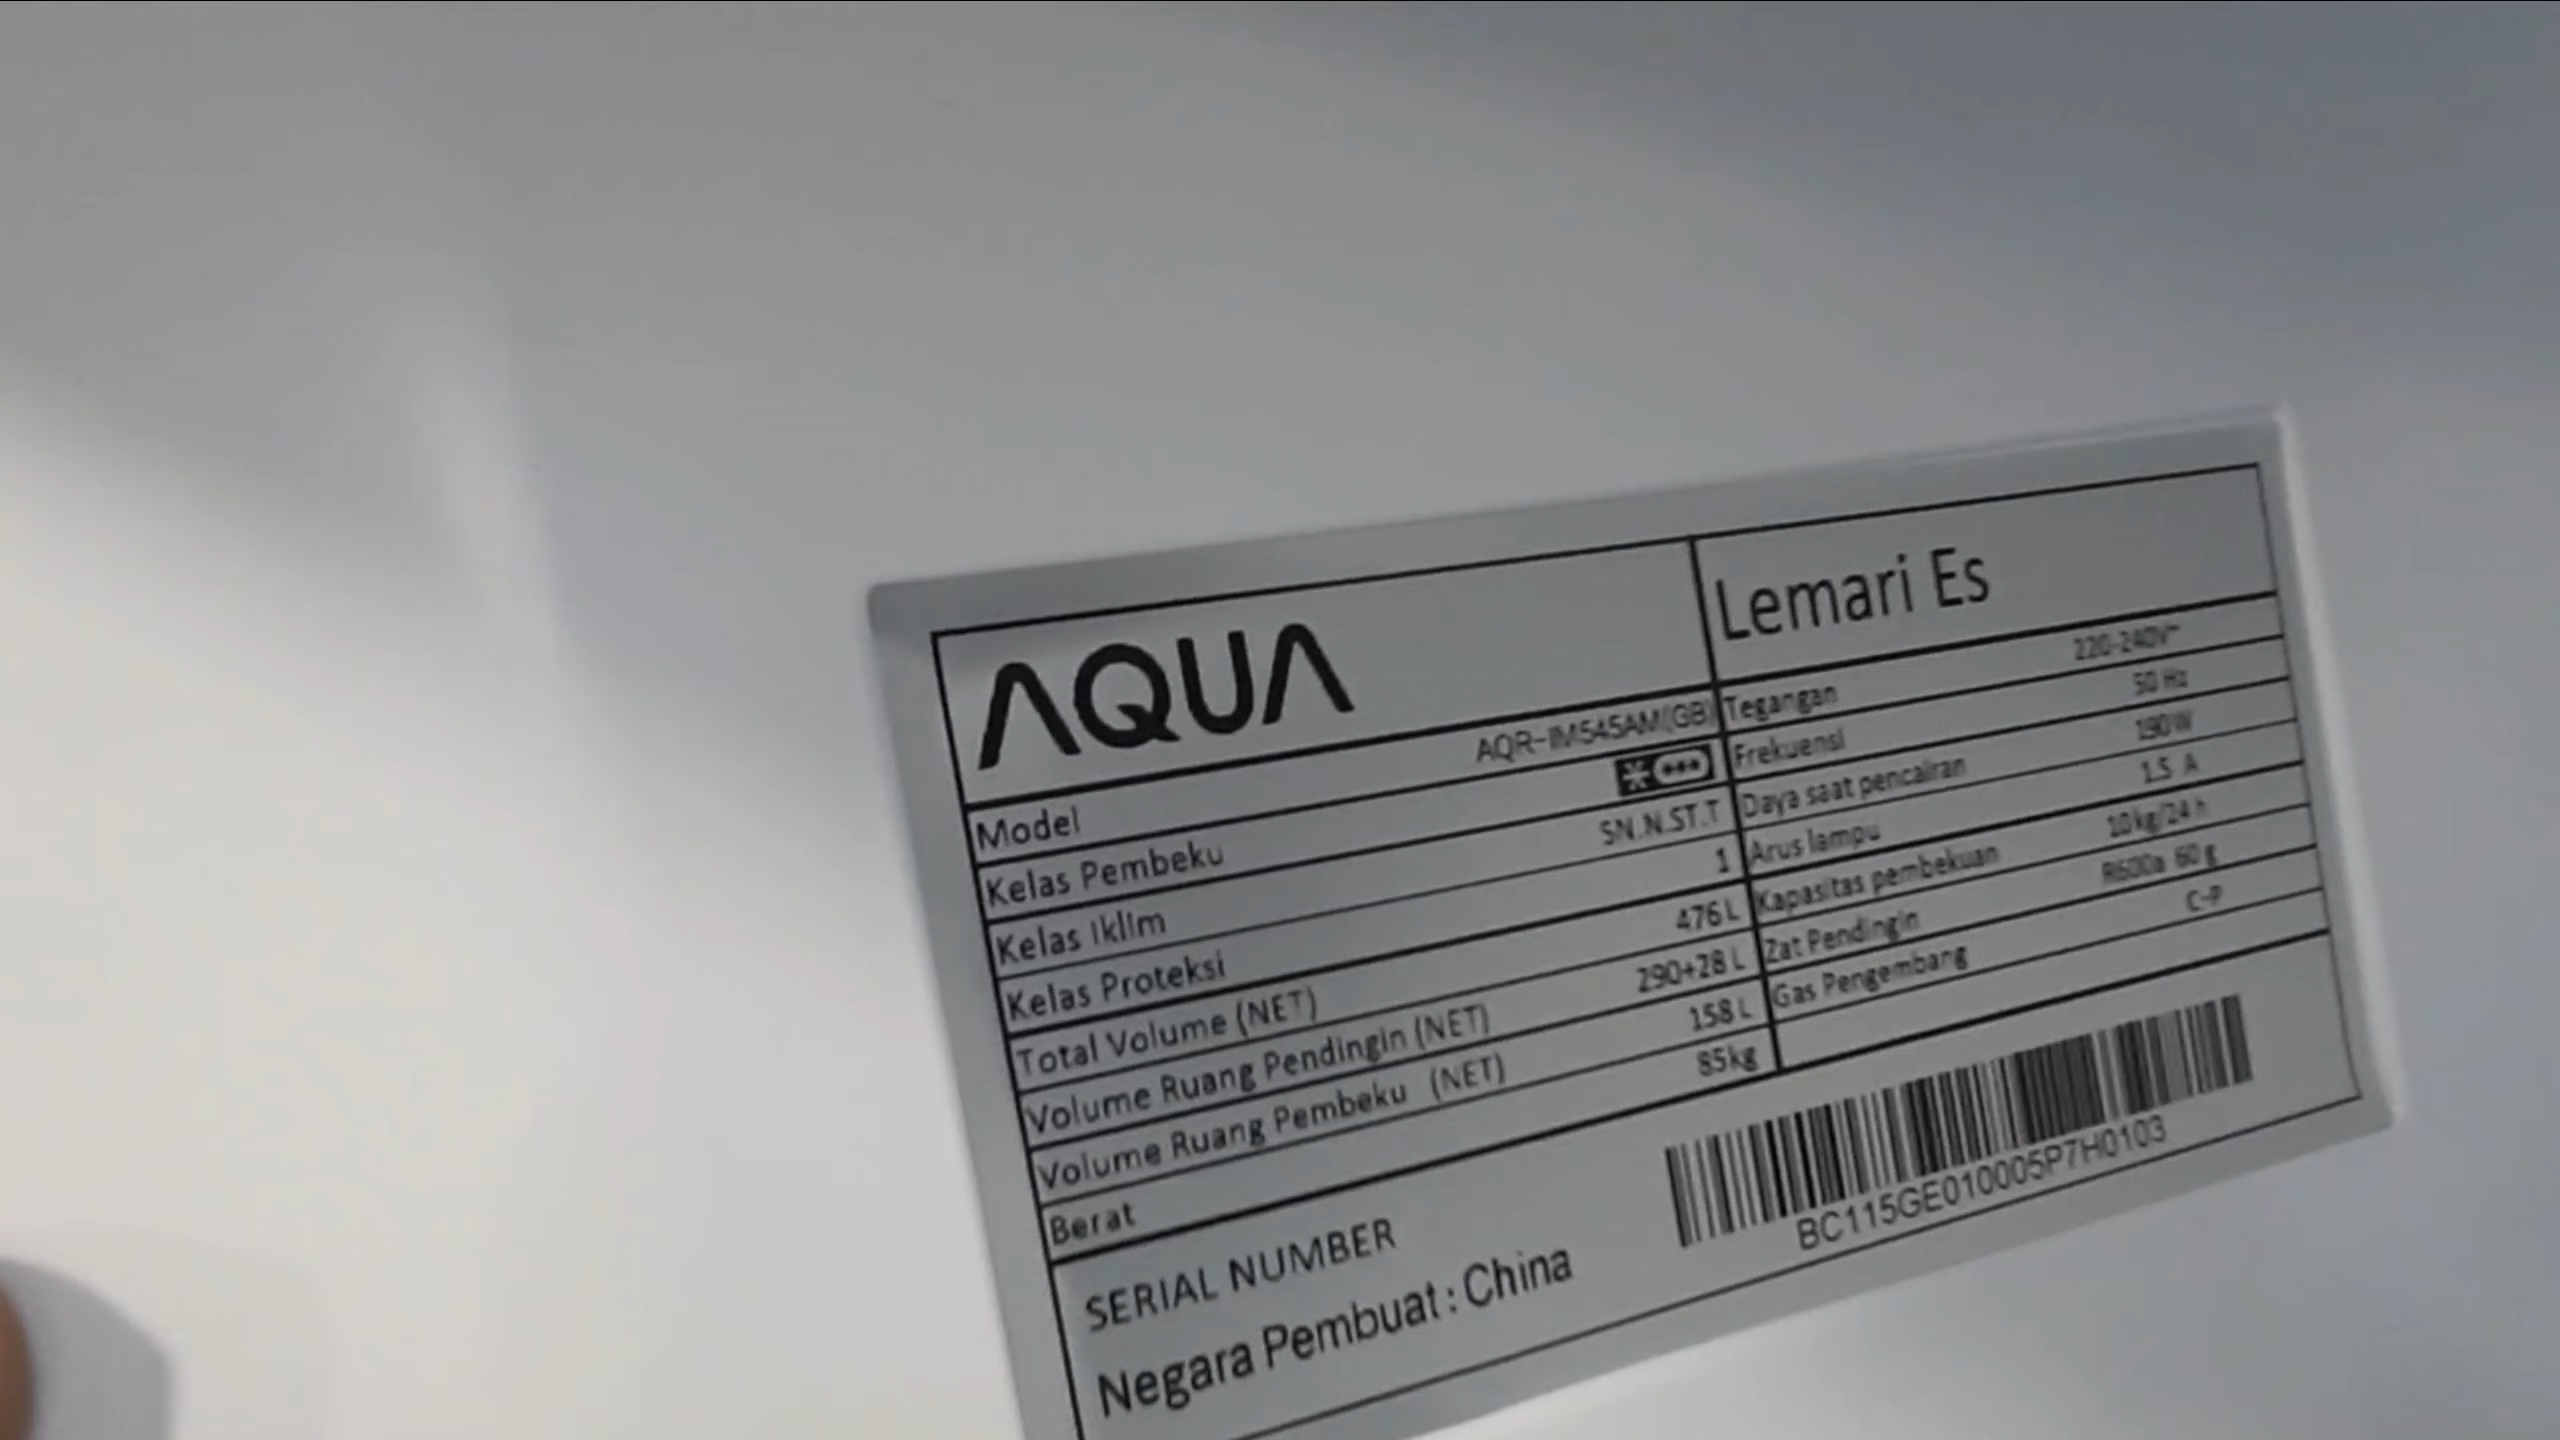 AQUA
Lemari Es
Model AQR-IM545AM(GB)
Kelas Pembeku
Kelas Iklim SN.N.ST.T
Kelas Proteksi 1
Total Volume (NET) 476 L
Volume Ruang Pendingin (NET) 290+28 L
Volume Ruang Pembeku (NET) 158 L
Berat 85kg
Tegangan 220-240V~
Frekuensi 50 Hz
Daya saat pencairan 190W
Arus lampu 1.5 A
Kapasitas pembekuan 10kg/24 h
Zat Pendingin R600a 60 g
Gas Pengembang C-P
SERIAL NUMBER
BC115GE010005P7H0103
Negara Pembuat : China